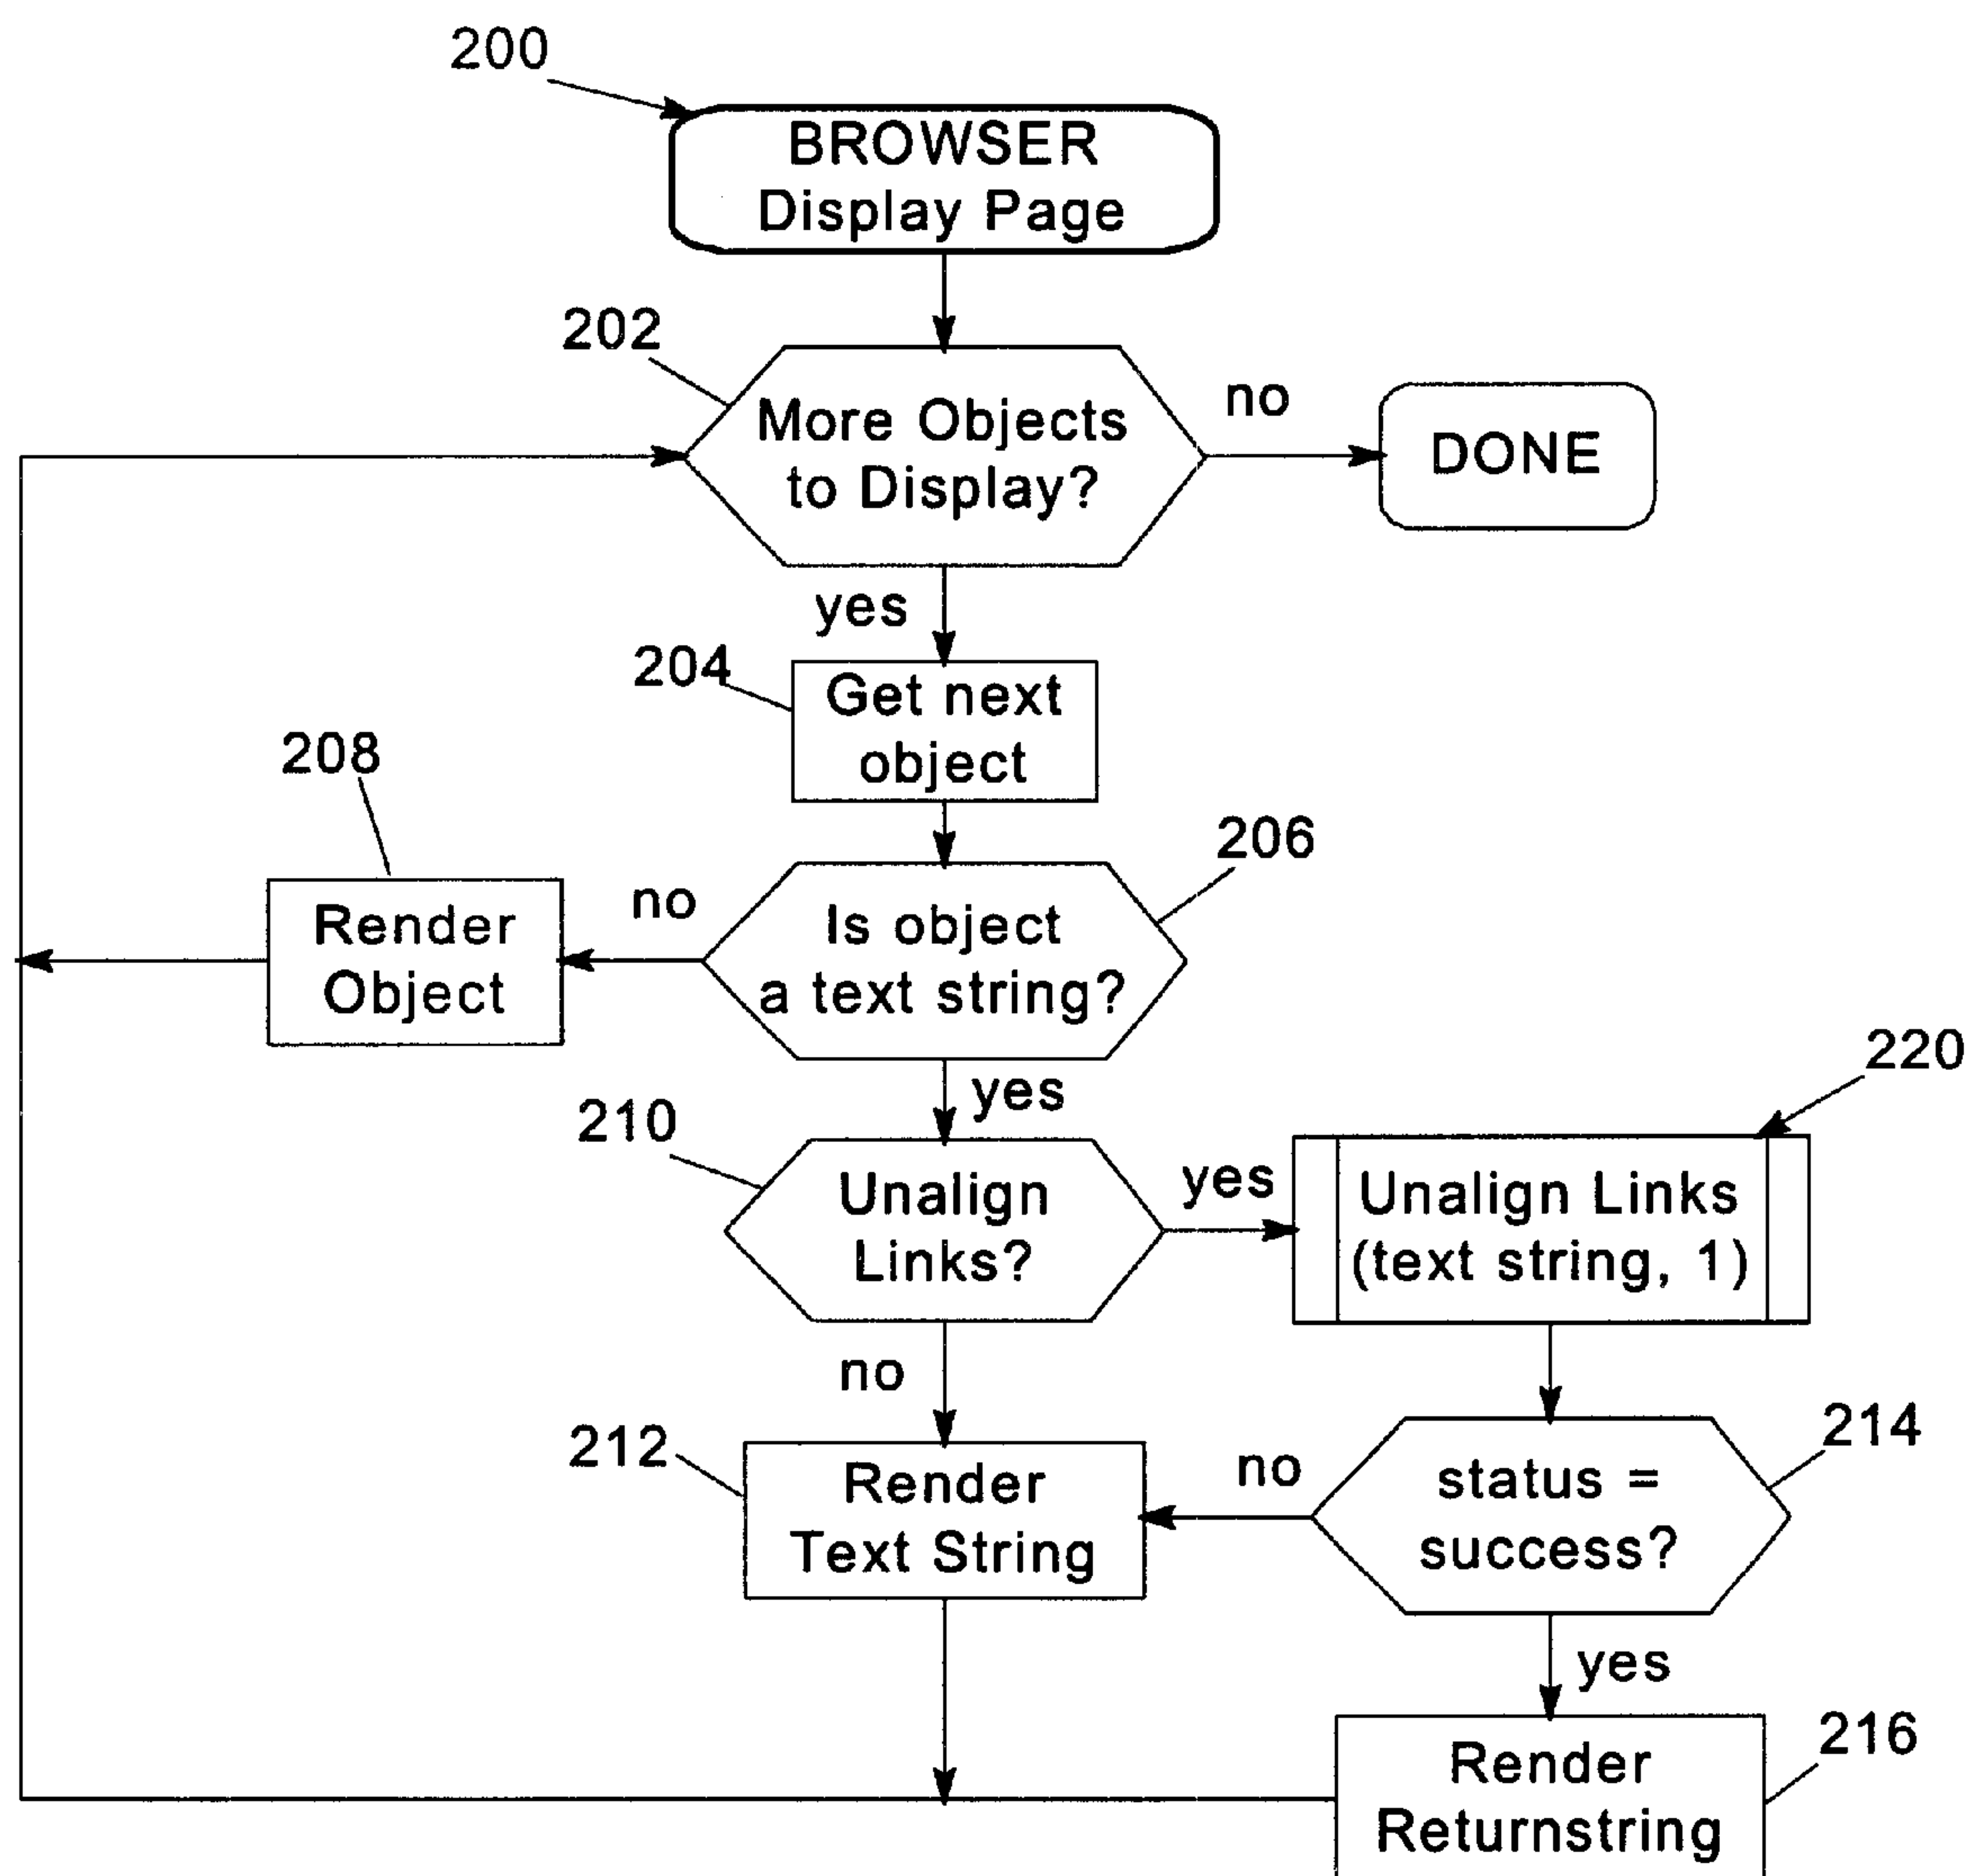 200
BROWSER
Display Page
202
More Objects
to Display?
no
DONE
yes
204
Get next
object
208
206
Render
Object
no
Is object
a text string?
220
yes
210
Unalign
Links?
yes
Unalign Links
(text string, 1)
no
214
212
Render
Text String
no
status =
success?
yes
216
Render
Returnstring